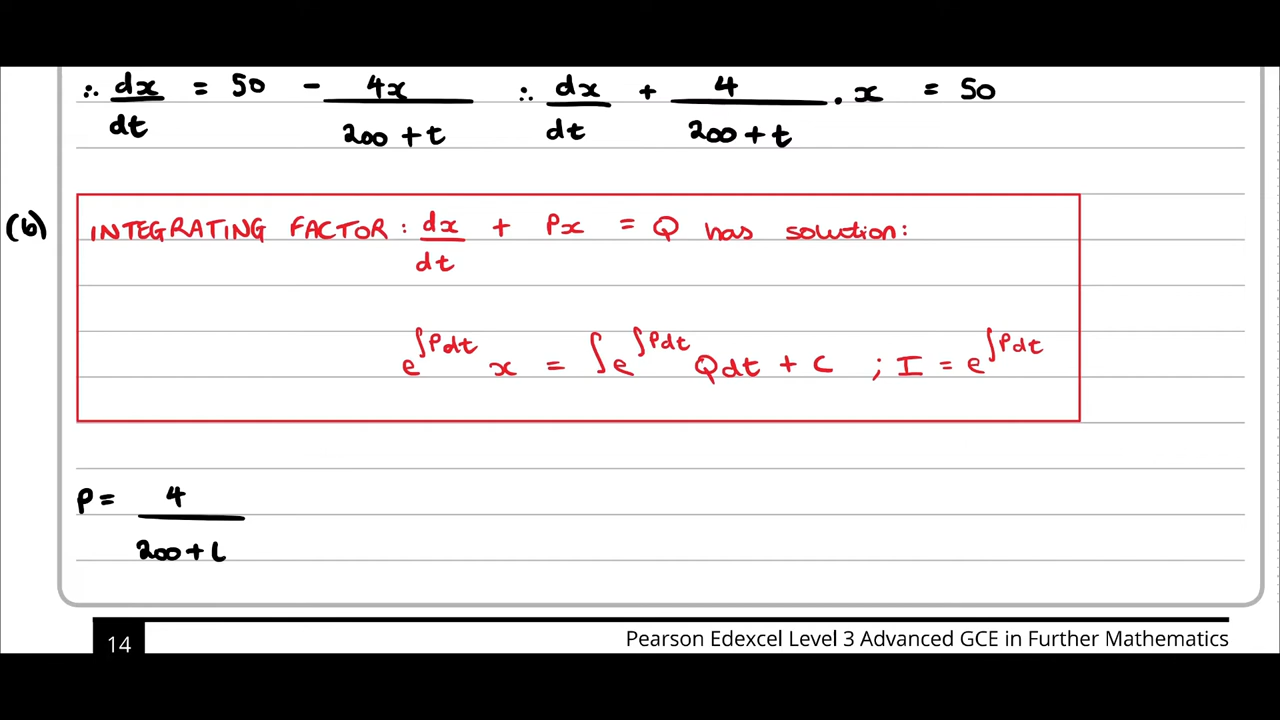 ∴ dx/dt = 50 - 4x/(200 + t) ∴ dx/dt + 4/(200 + t) . x = 50
(b) INTEGRATING FACTOR : dx/dt + Px = Q has solution:
e^∫Pdt x = ∫e^∫Pdt Qdt + C ; I = e^∫Pdt
P = 4/(200 + l
14 Pearson Edexcel Level 3 Advanced GCE in Further Mathematics